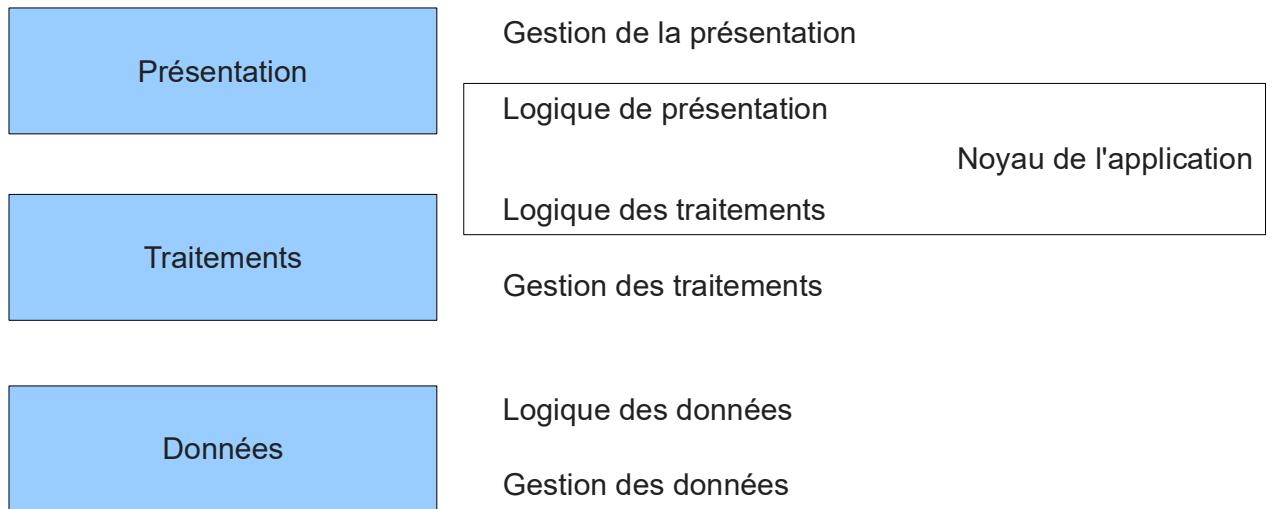 Gestion de la présentation
Présentation
Logique de présentation
Noyau de l'application
Logique des traitements
Traitements
Gestion des traitements
Logique des données
Données
Gestion des données